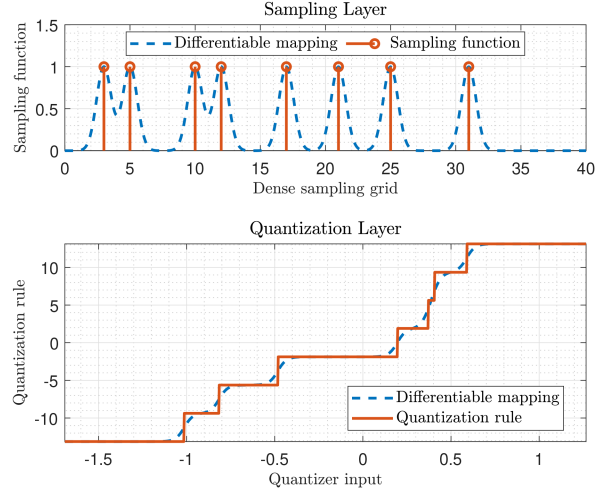 Sampling Layer
Sampling function
1.5
1
0.5
0
Differentiable mapping
Sampling function
0 5 10 15 20 25 30 35 40
Dense sampling grid
Quantization Layer
Quantization rule
10
5
0
-5
-10
Differentiable mapping
Quantization rule
-1.5 -1 -0.5 0 0.5 1
Quantizer input